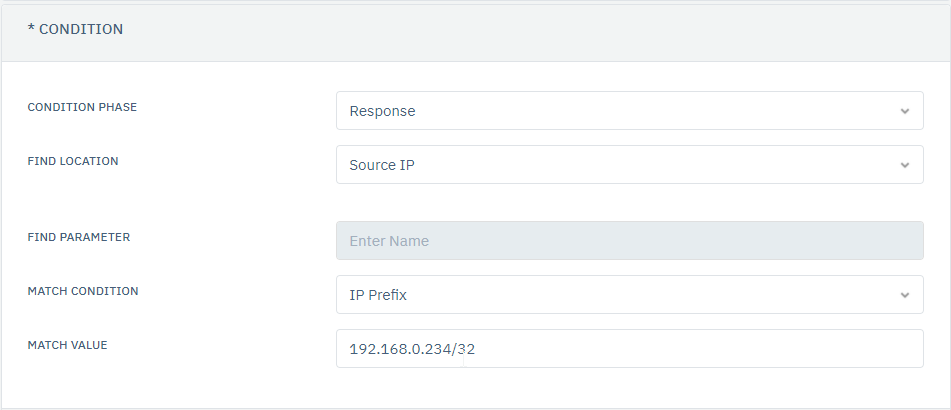 * CONDITION
CONDITION PHASE
Response
FIND LOCATION
Source IP
FIND PARAMETER
Enter Name
MATCH CONDITION
IP Prefix
MATCH VALUE
192.168.0.234/32